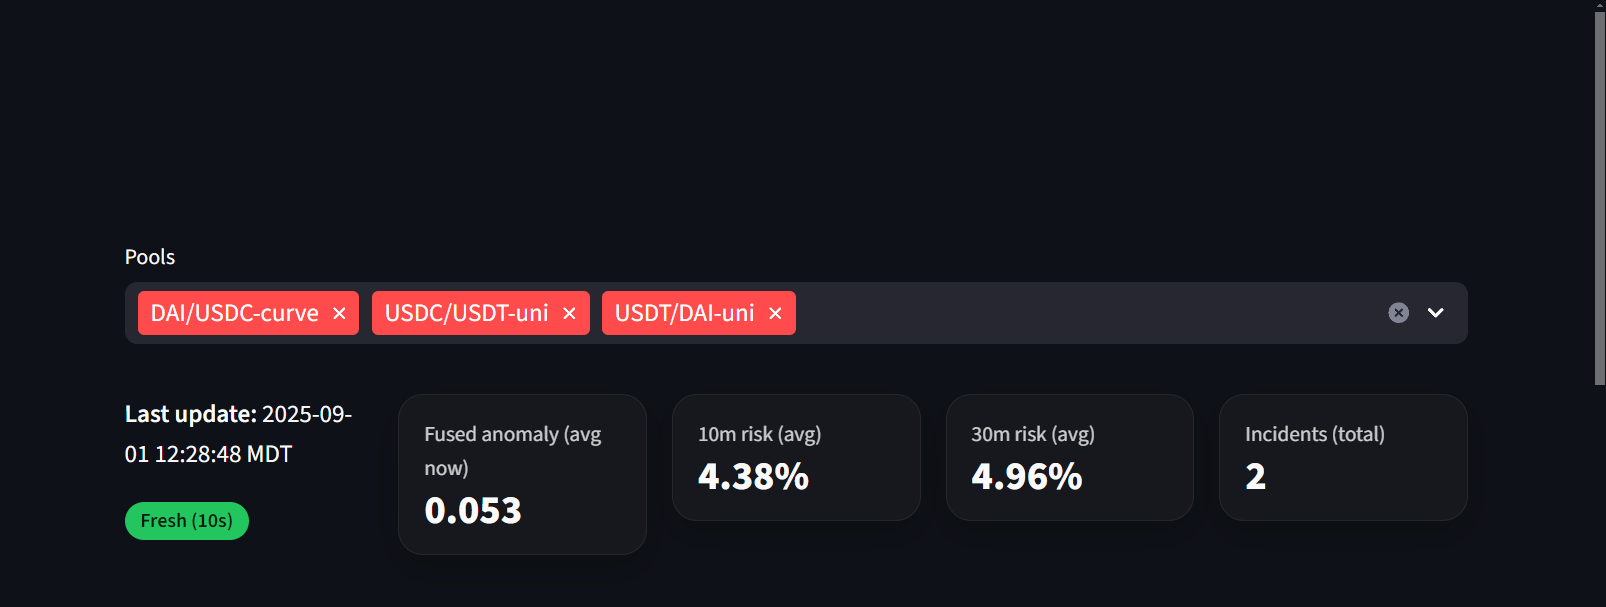 Pools
DAI/USDC-curve × USDC/USDT-uni × USDT/DAI-uni ×
Last update: 2025-09-
01 12:28:48 MDT
Fresh (10s)
Fused anomaly (avg
now)
0.053
10m risk (avg)
4.38%
30m risk (avg)
4.96%
Incidents (total)
2